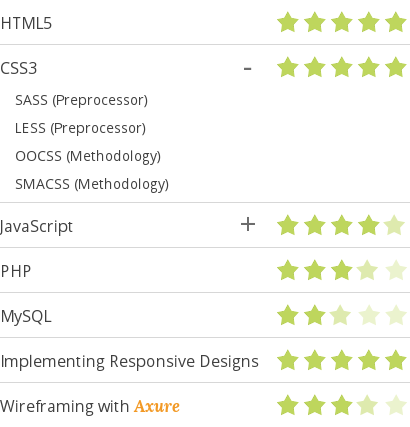 HTML5
CSS3 -
SASS (Preprocessor)
LESS (Preprocessor)
OOCSS (Methodology)
SMACSS (Methodology)
JavaScript +
PHP
MySQL
Implementing Responsive Designs
Wireframing with Axure